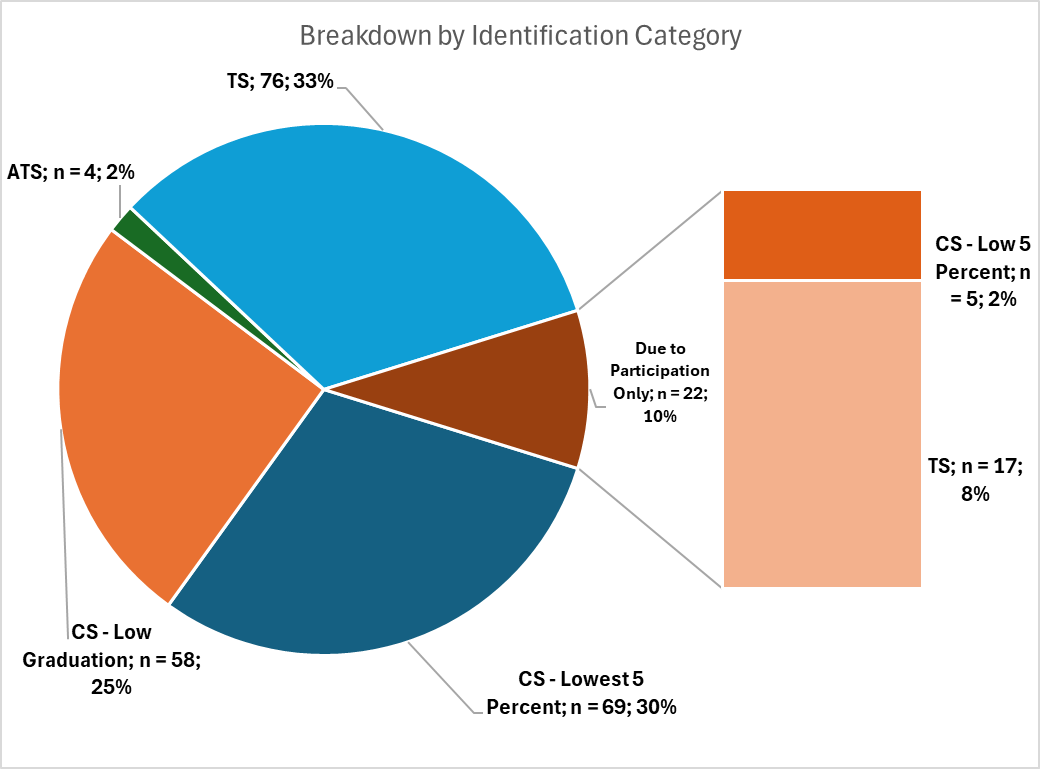 Breakdown by Identification Category
TS; 76; 33%
ATS; n = 4; 2%
CS - Low 5
Percent; n
= 5; 2%
Due to
Participation
Only; n = 22;
10%
TS; n = 17;
8%
CS - Low
Graduation; n = 58;
25%
CS - Lowest 5
Percent; n = 69; 30%